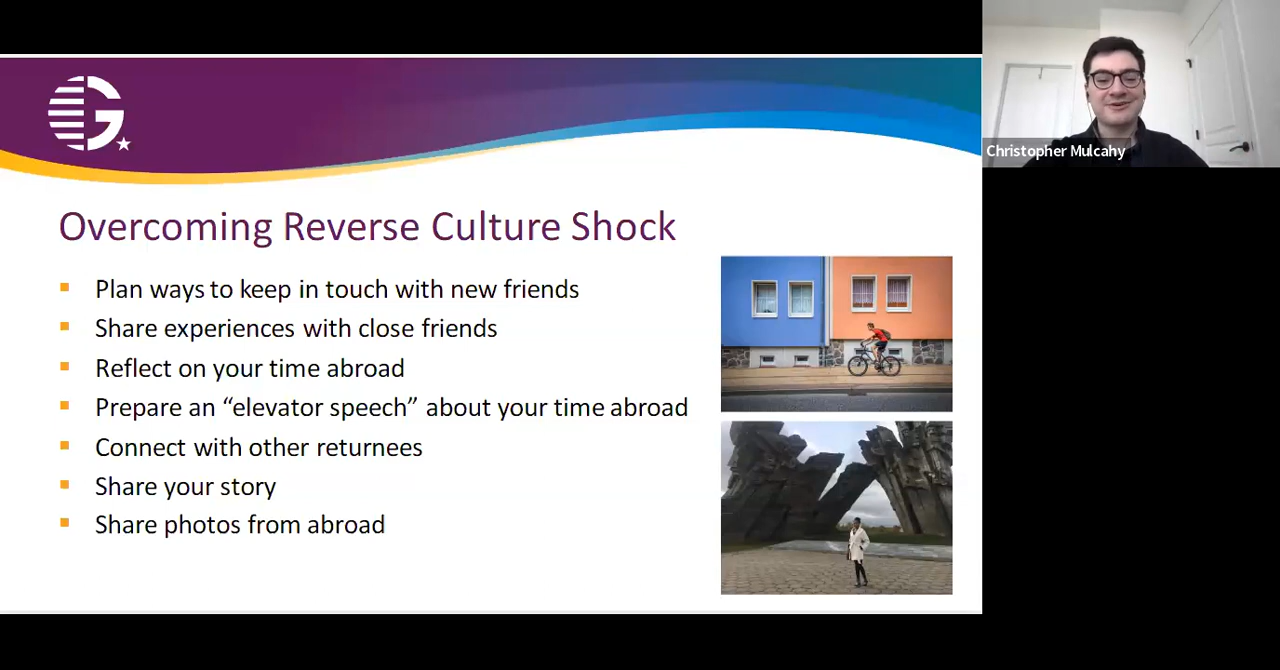 Overcoming Reverse Culture Shock
Plan ways to keep in touch with new friends
Share experiences with close friends
Reflect on your time abroad
Prepare an “elevator speech” about your time abroad
Connect with other returnees
Share your story
Share photos from abroad
Christopher Mulcahy